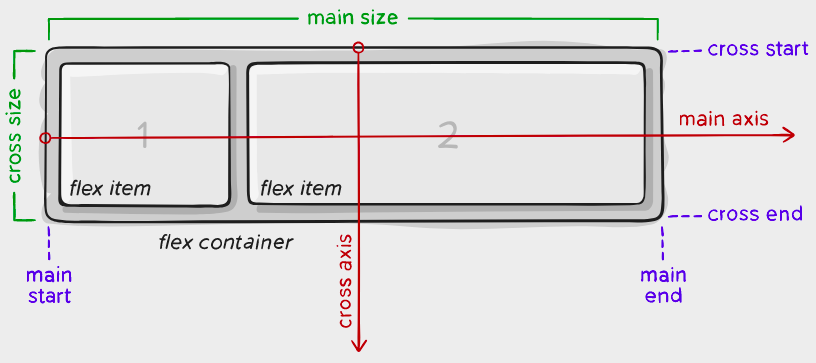 main size
cross start
cross size
1
2
main axis
flex item
flex item
cross end
flex container
cross axis
main
start
main
end